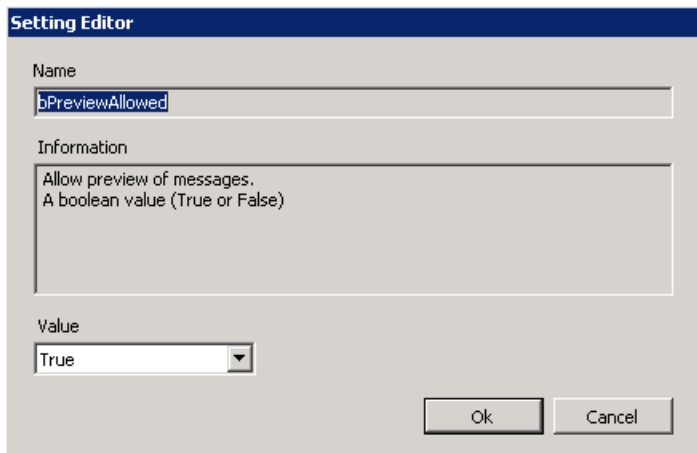 Setting Editor
Name
bPreviewAllowed
Information
Allow preview of messages.
A boolean value (True or False)
Value
True
Ok
Cancel